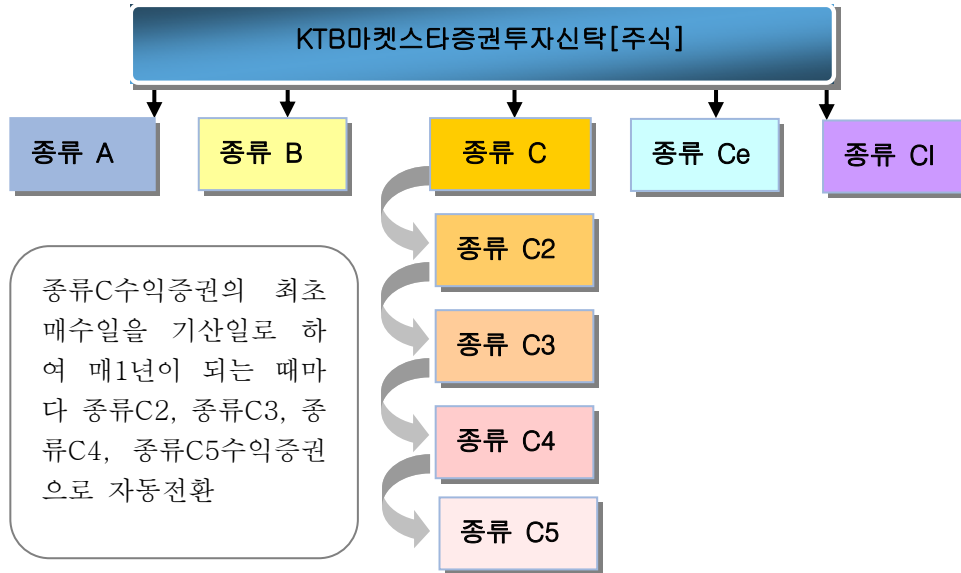 KTB마켓스타증권투자신탁[주식]
종류 A
종류 B
종류 C
종류 Ce
종류 CI
종류 C2
종류 C3
종류 C4
종류 C5
종류C수익증권의 최초
매수일을 기산일로 하
여 매1년이 되는 때마
다 종류C2, 종류C3, 종
류C4, 종류C5수익증권
으로 자동전환